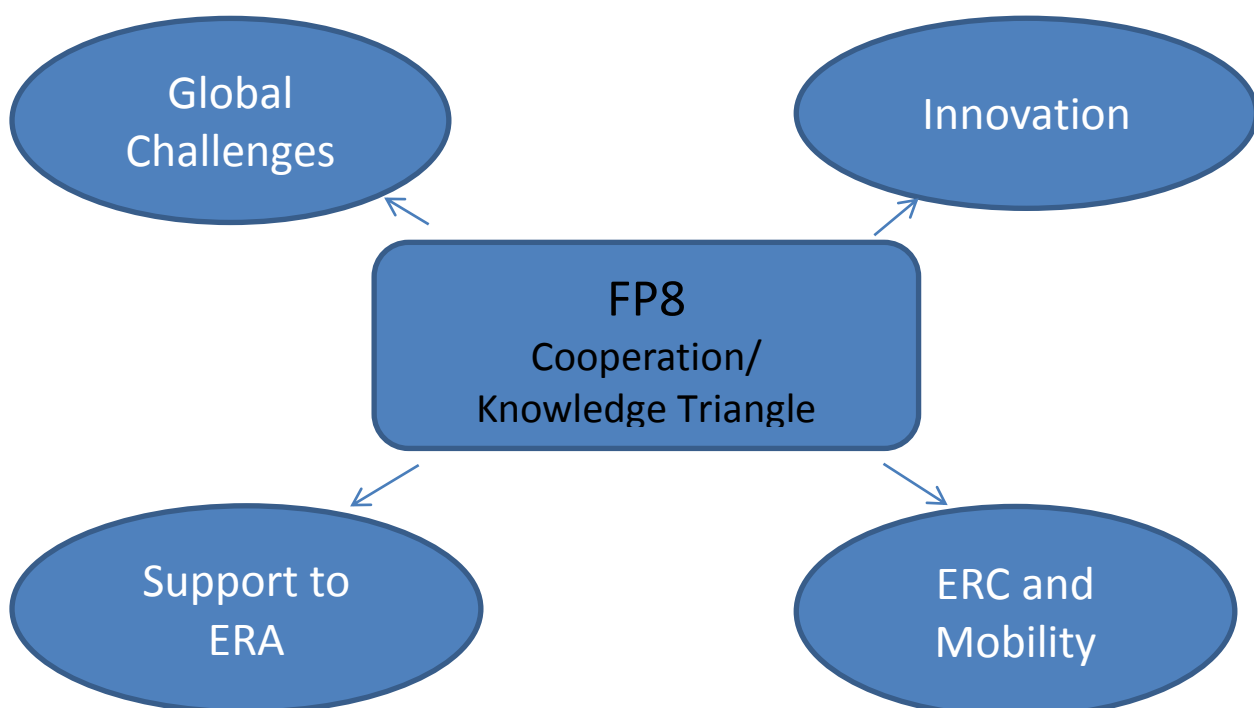 Global
Challenges
Innovation
FP8
Cooperation/
Knowledge Triangle
Support to
ERA
ERC and
Mobility